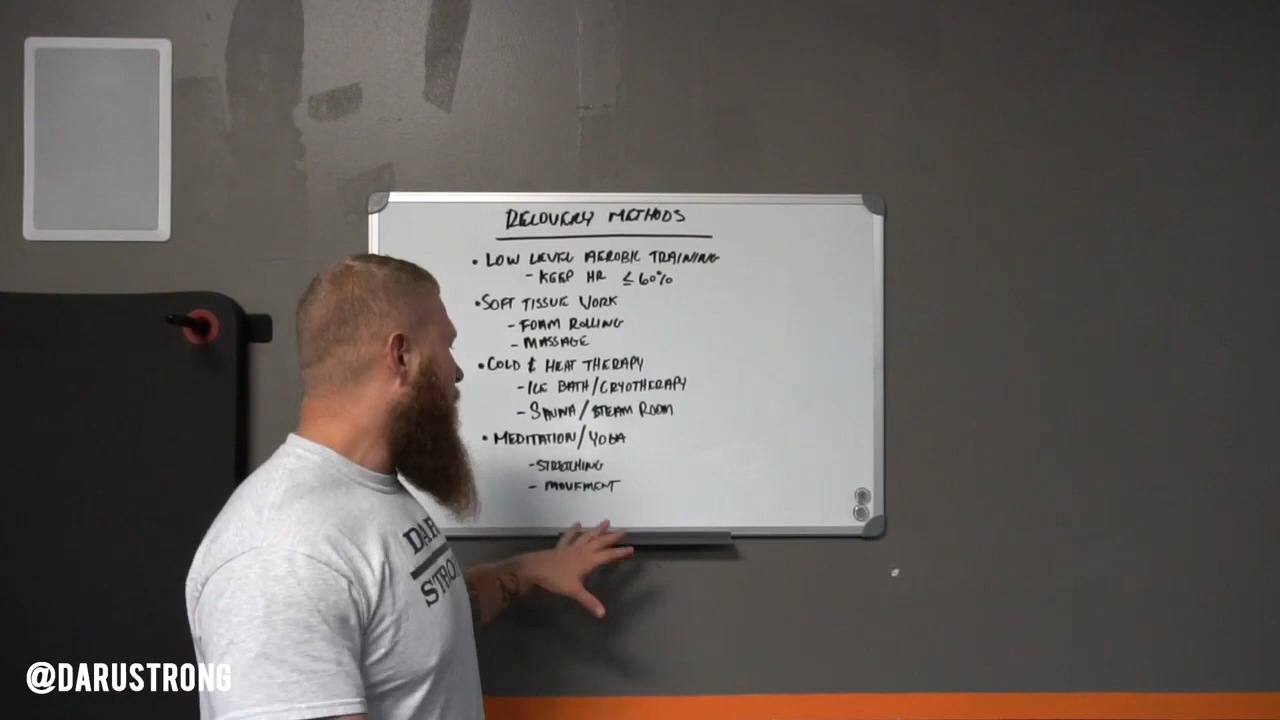 RECOVERY METHODS
• LOW LEVEL AEROBIC TRAINING
- KEEP HR ≤ 60%
• SOFT TISSUE WORK
- FOAM ROLLING
- MASSAGE
• COLD & HEAT THERAPY
- ICE BATH/CRYOTHERAPY
- SAUNA/STEAM ROOM
• MEDITATION/YOGA
- STRETCHING
- MOVEMENT
DAR
STRO
@DARUSTRONG